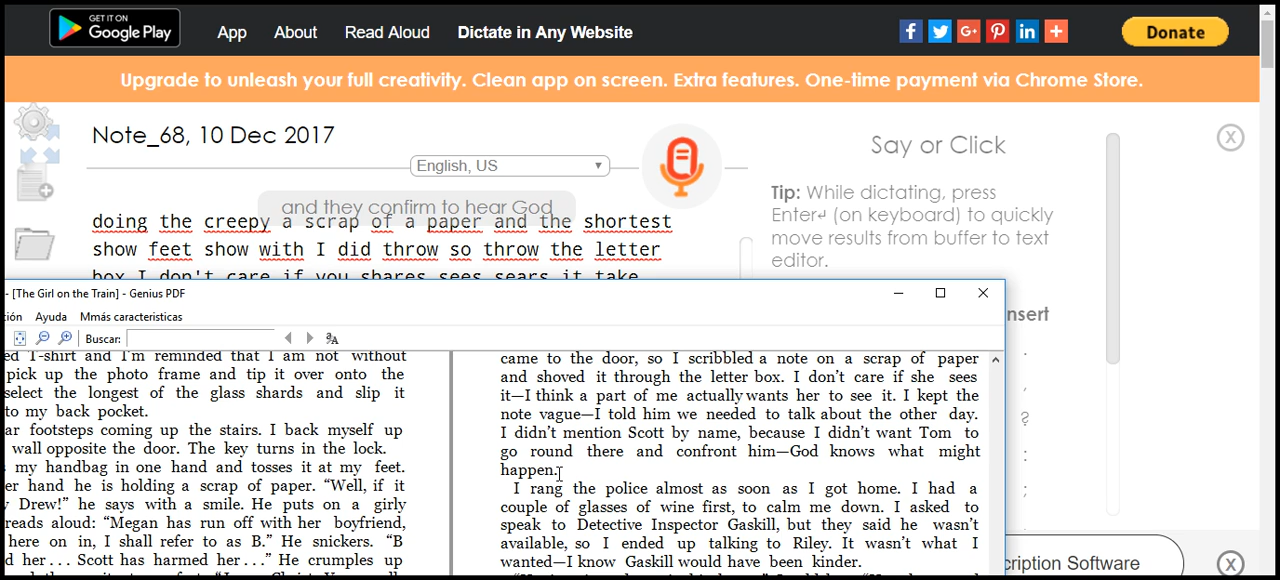 GET IT ON
Google Play
App
About
Read Aloud
Dictate in Any Website
Donate
Upgrade to unleash your full creativity. Clean app on screen. Extra features. One-time payment via Chrome Store.
Note_68, 10 Dec 2017
English, US
and they confirm to hear God
doing the creepy a scrap of a paper and the shortest
show feet show with I did throw so throw the letter
box I don't care if you shares sees sears it take
Say or Click
Tip: While dictating, press
Enter↵ (on keyboard) to quickly
move results from buffer to text
editor.
nsert
.
,
?
:
;
cription Software
- [The Girl on the Train] - Genius PDF
ión
Ayuda
Mmás caracteristicas
Buscar:
ed T-shirt and I'm reminded that I am not without
pick up the photo frame and tip it over onto the
select the longest of the glass shards and slip it
to my back pocket.
ar footsteps coming up the stairs. I back myself up
wall opposite the door. The key turns in the lock.
s my handbag in one hand and tosses it at my feet.
er hand he is holding a scrap of paper. “Well, if it
y Drew!” he says with a smile. He puts on a girly
reads aloud: “Megan has run off with her boyfriend,
here on in, I shall refer to as B.” He snickers. “B
d her . . . Scott has harmed her . . .” He crumples up
came to the door, so I scribbled a note on a scrap of paper
and shoved it through the letter box. I don’t care if she sees
it—I think a part of me actually wants her to see it. I kept the
note vague—I told him we needed to talk about the other day.
I didn’t mention Scott by name, because I didn’t want Tom to
go round there and confront him—God knows what might
happen.
I rang the police almost as soon as I got home. I had a
couple of glasses of wine first, to calm me down. I asked to
speak to Detective Inspector Gaskill, but they said he wasn’t
available, so I ended up talking to Riley. It wasn’t what I
wanted—I know Gaskill would have been kinder.